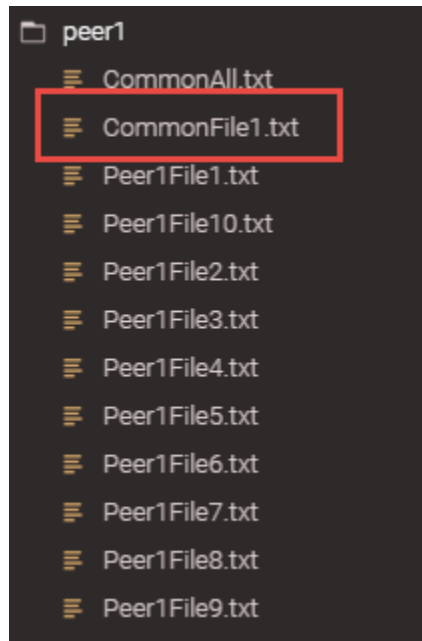 peer1
CommonAll.txt
CommonFile1.txt
Peer1File1.txt
Peer1File10.txt
Peer1File2.txt
Peer1File3.txt
Peer1File4.txt
Peer1File5.txt
Peer1File6.txt
Peer1File7.txt
Peer1File8.txt
Peer1File9.txt